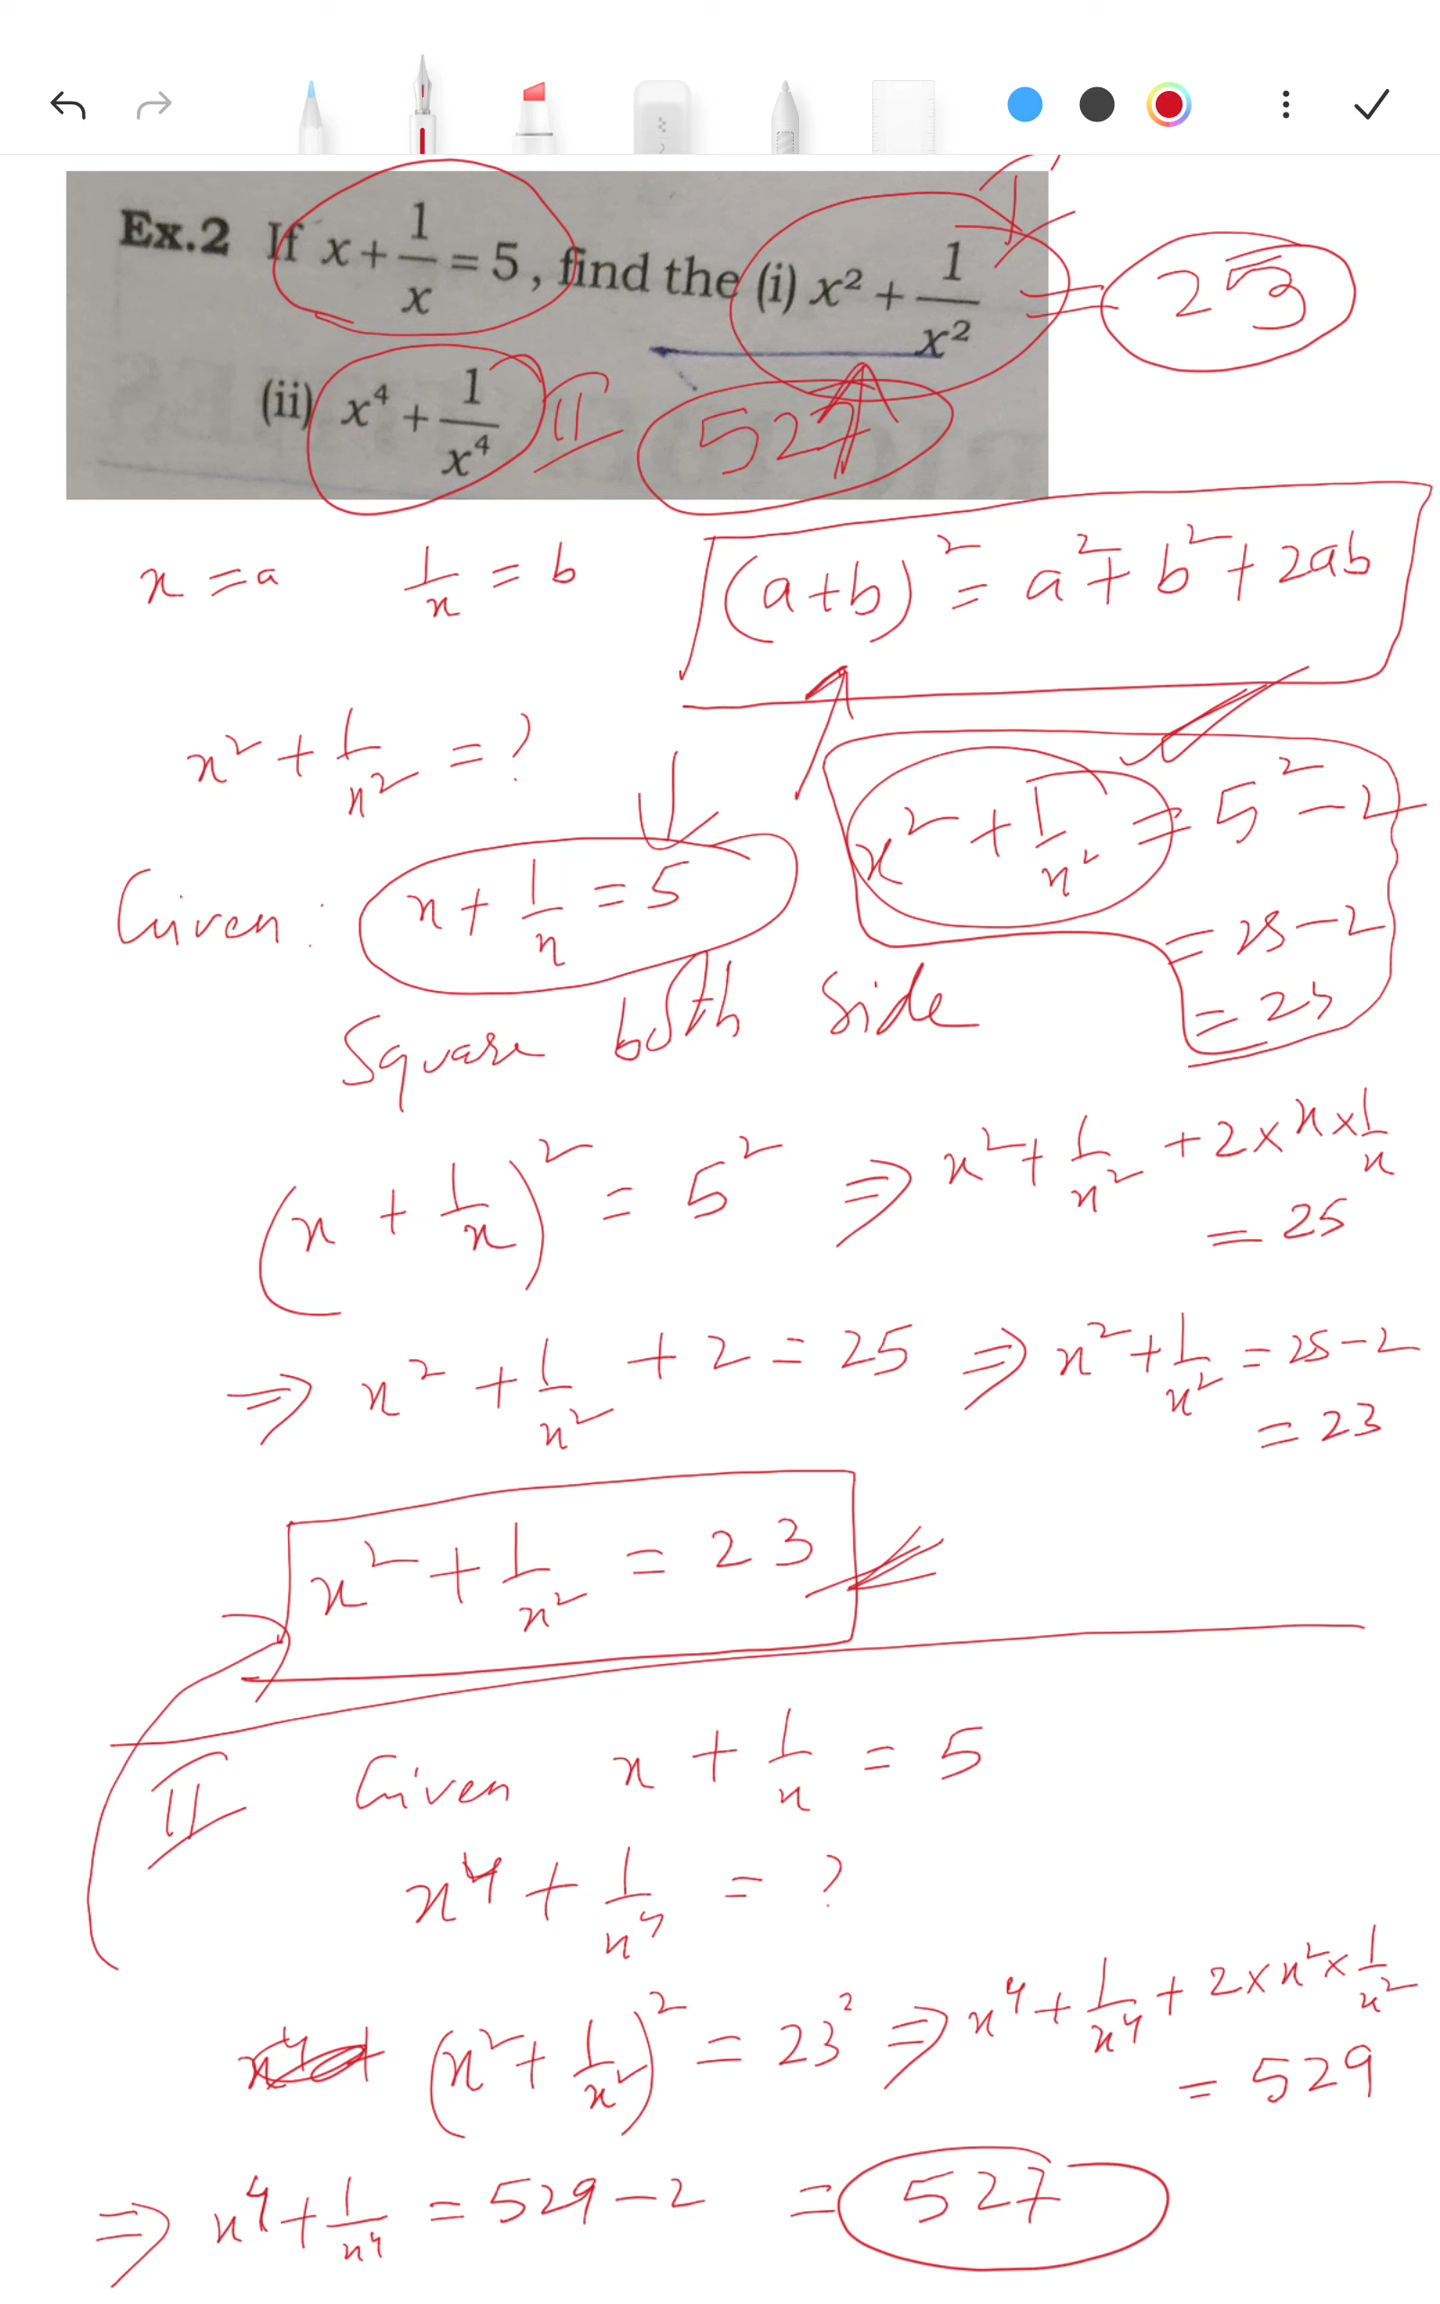 Ex.2 If x + 1/x = 5, find the (i) x² + 1/x² = 23
I
(ii) x⁴ + 1/x⁴ II 527
x = a 1/x = b (a+b)² = a² + b² + 2ab
x² + 1/x² = ?
x² + 1/x² = 5² - 2
= 25 - 2
= 23
Given: x + 1/x = 5
Square both side
(x + 1/x)² = 5² ⇒ x² + 1/x² + 2 × x × 1/x
= 25
⇒ x² + 1/x² + 2 = 25 ⇒ x² + 1/x² = 25 - 2
= 23
x² + 1/x² = 23
II Given x + 1/x = 5
x⁴ + 1/x⁴ = ?
(x² + 1/x²)² = 23² ⇒ x⁴ + 1/x⁴ + 2 × x² × 1/x²
= 529
⇒ x⁴ + 1/x⁴ = 529 - 2 = 527